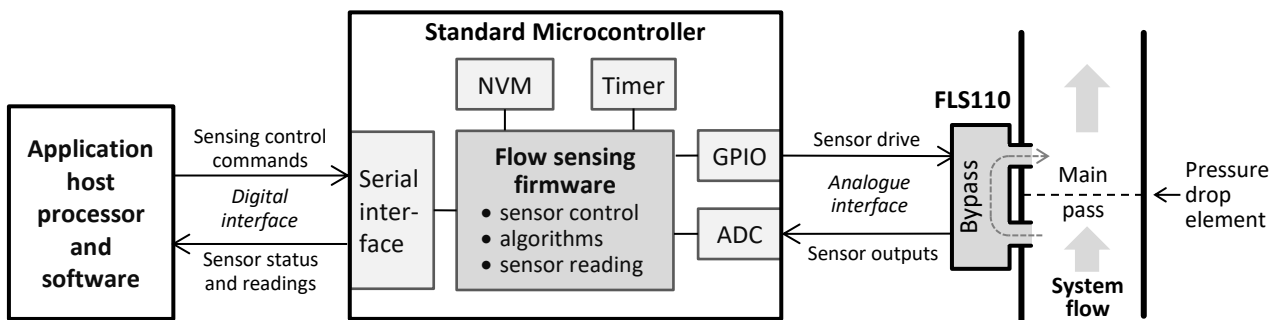 Standard Microcontroller
NVM
Timer
FLS110
Application
host
processor
and
software
Sensing control
commands
Digital
interface
Sensor status
and readings
Serial
inter-
face
Flow sensing
firmware
• sensor control
• algorithms
• sensor reading
GPIO
ADC
Sensor drive
Analogue
interface
Sensor outputs
Bypass
Main
pass
Pressure
drop
element
System
flow